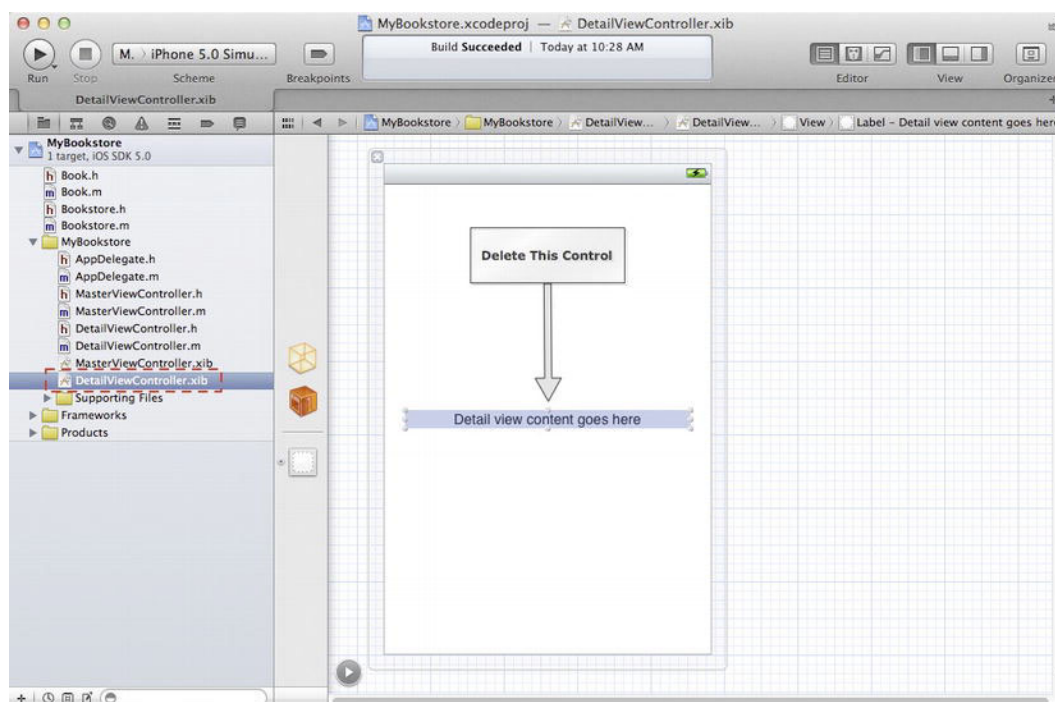 MyBookstore.xcodeproj — DetailViewController.xib
M. 〉 iPhone 5.0 Simu...
Build Succeeded | Today at 10:28 AM
Run Stop Scheme Breakpoints Editor View Organizer
DetailViewController.xib
MyBookstore 〉 MyBookstore 〉 DetailView... 〉 DetailView... 〉 View 〉 Label – Detail view content goes her
MyBookstore
1 target, iOS SDK 5.0
h Book.h
m Book.m
h Bookstore.h
m Bookstore.m
MyBookstore
h AppDelegate.h
m AppDelegate.m
h MasterViewController.h
m MasterViewController.m
h DetailViewController.h
m DetailViewController.m
MasterViewController.xib
DetailViewController.xib
Supporting Files
Frameworks
Products
Delete This Control
Detail view content goes here